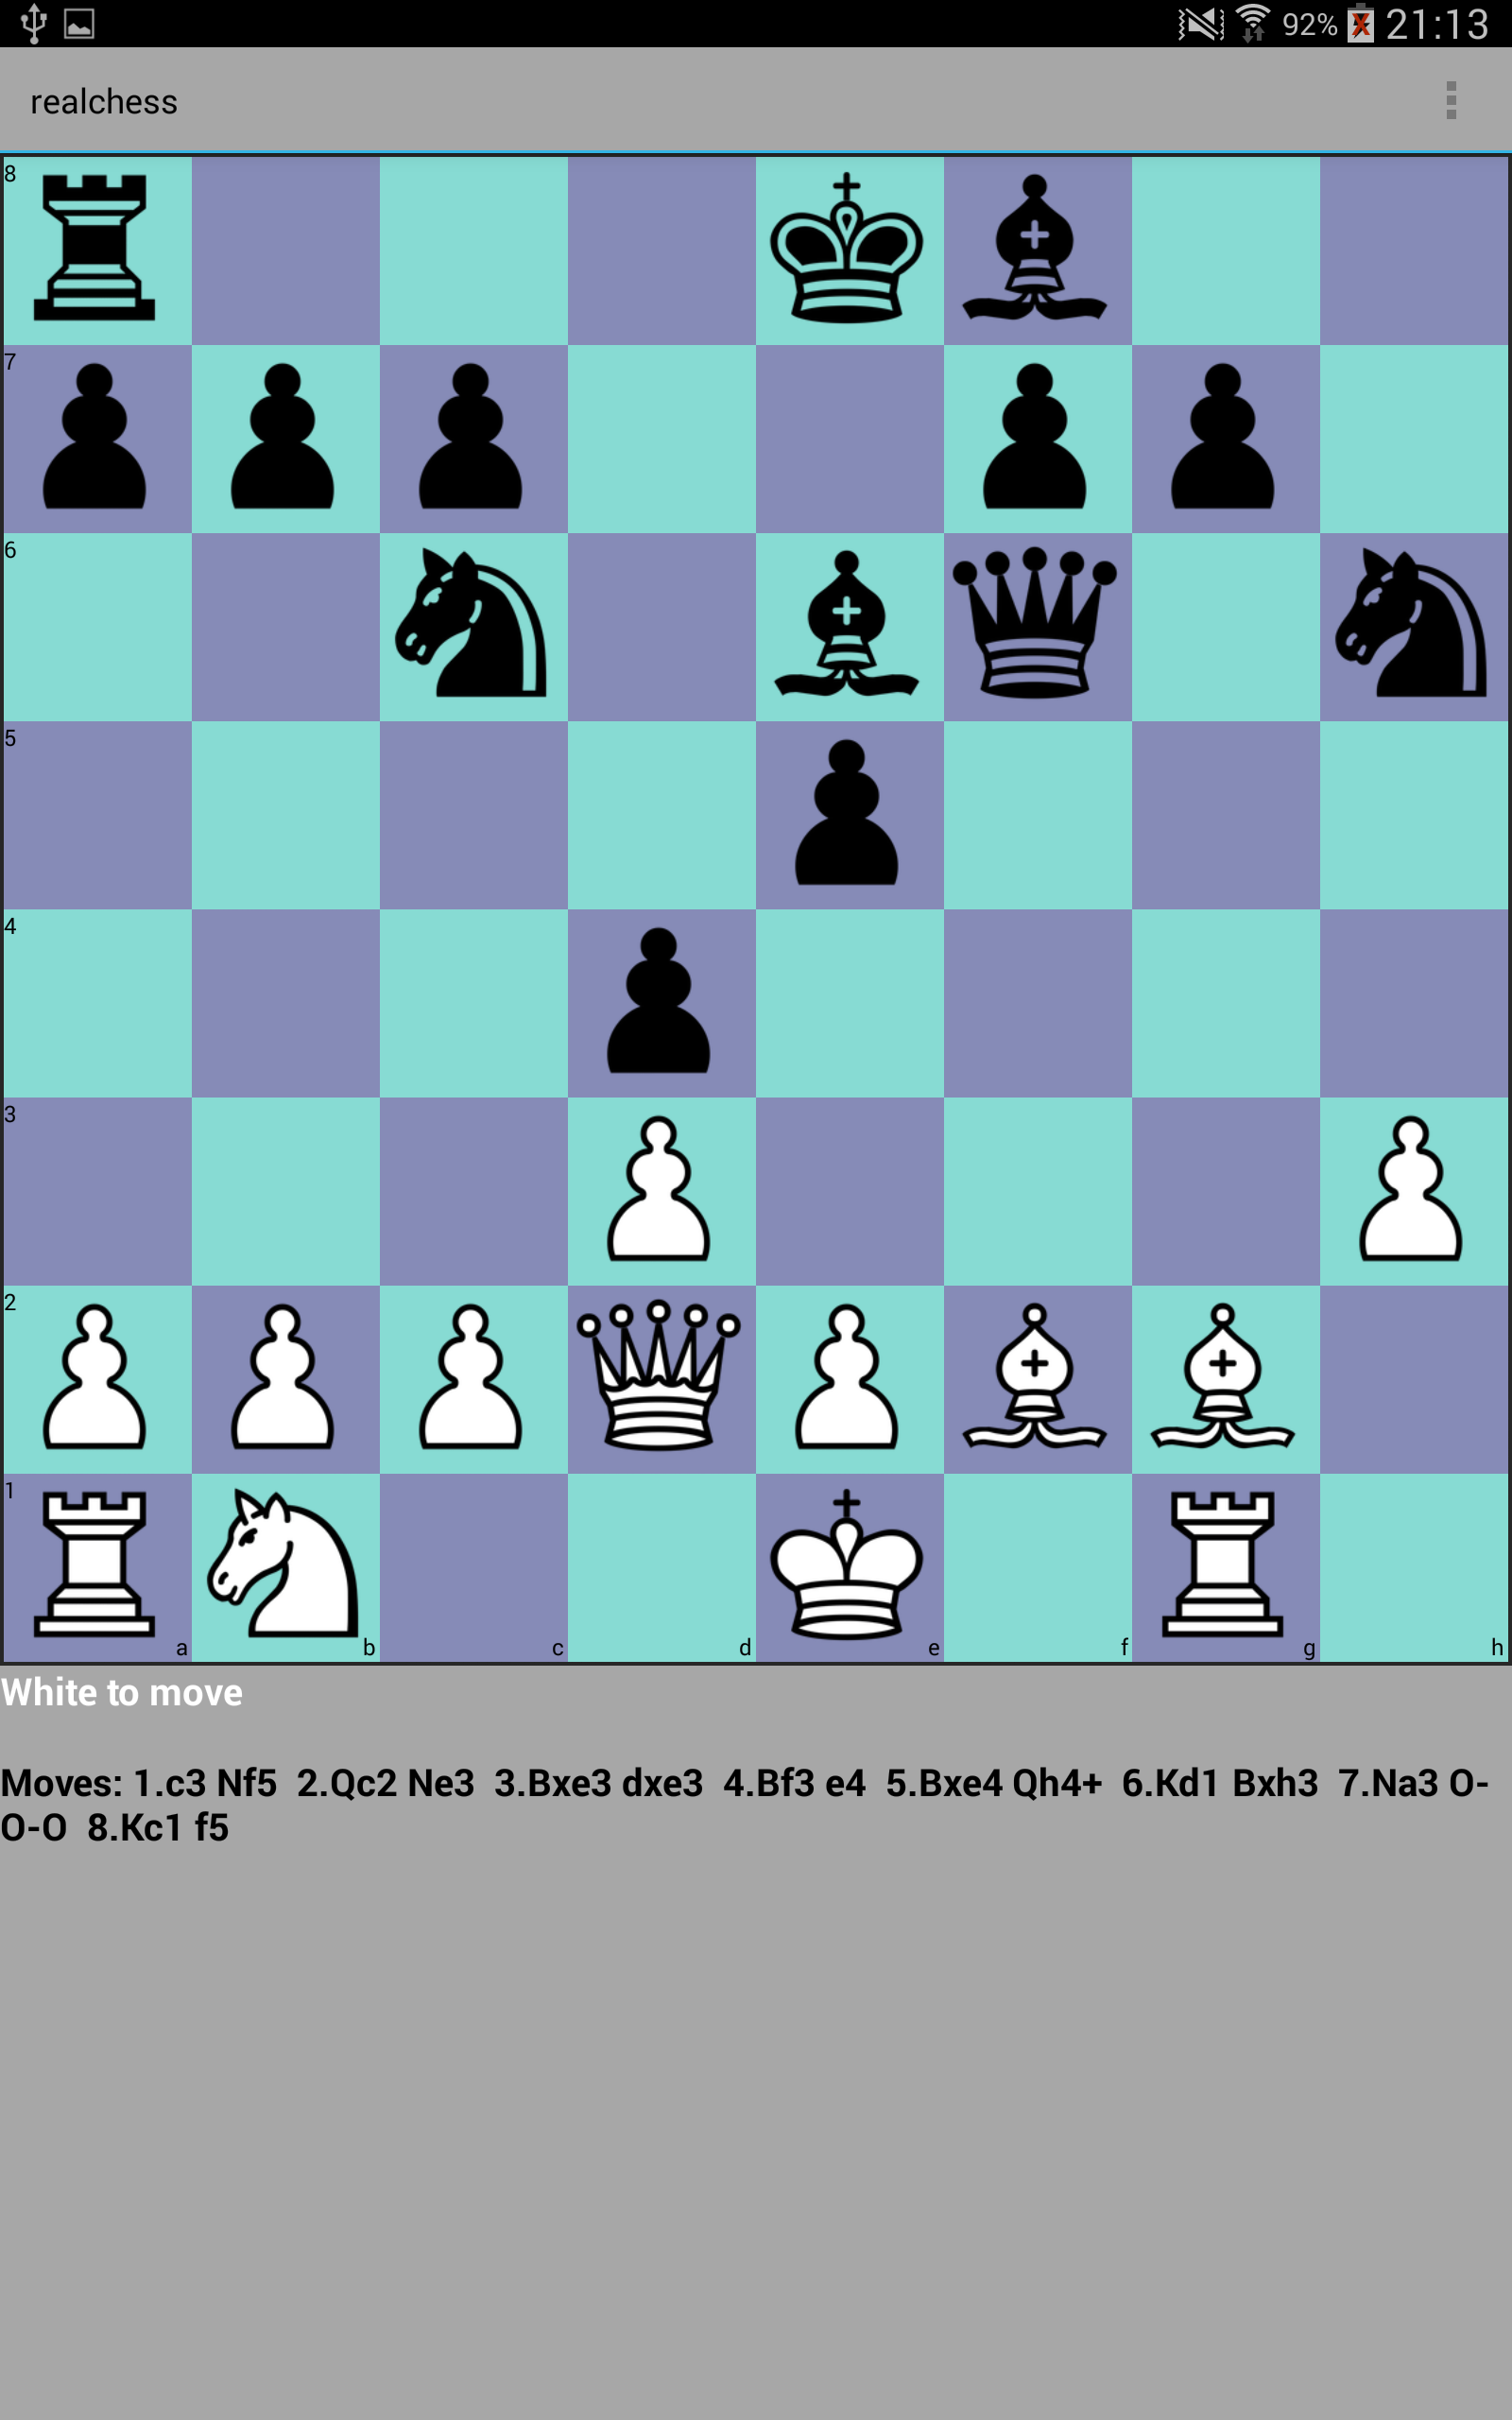 92% 21:13
realchess
8
7
6
5
4
3
2
1
a b c d e f g h
White to move
Moves: 1.c3 Nf5  2.Qc2 Ne3  3.Bxe3 dxe3  4.Bf3 e4  5.Bxe4 Qh4+  6.Kd1 Bxh3  7.Na3 O-
O-O  8.Kc1 f5